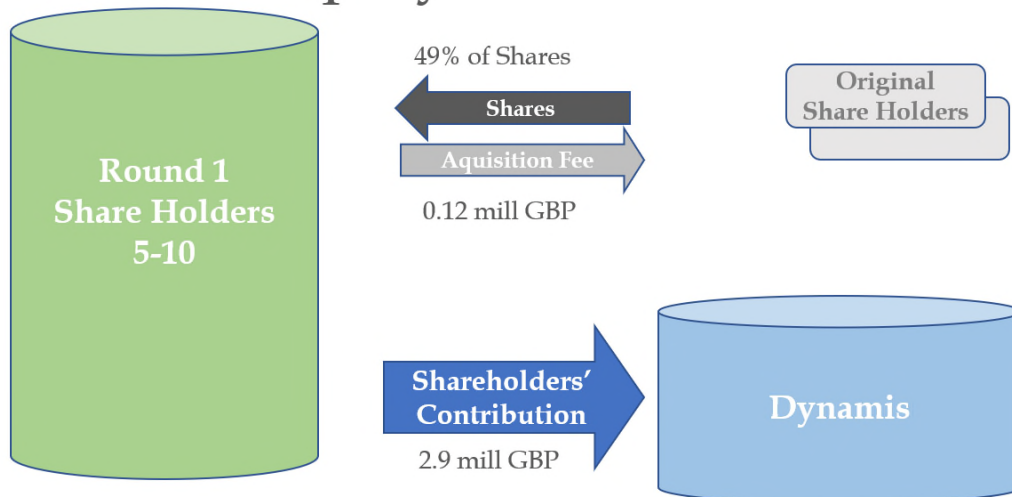 49% of Shares
Shares
Aquisition Fee
0.12 mill GBP
Original
Share Holders
Round 1
Share Holders
5-10
Shareholders’
Contribution
2.9 mill GBP
Dynamis